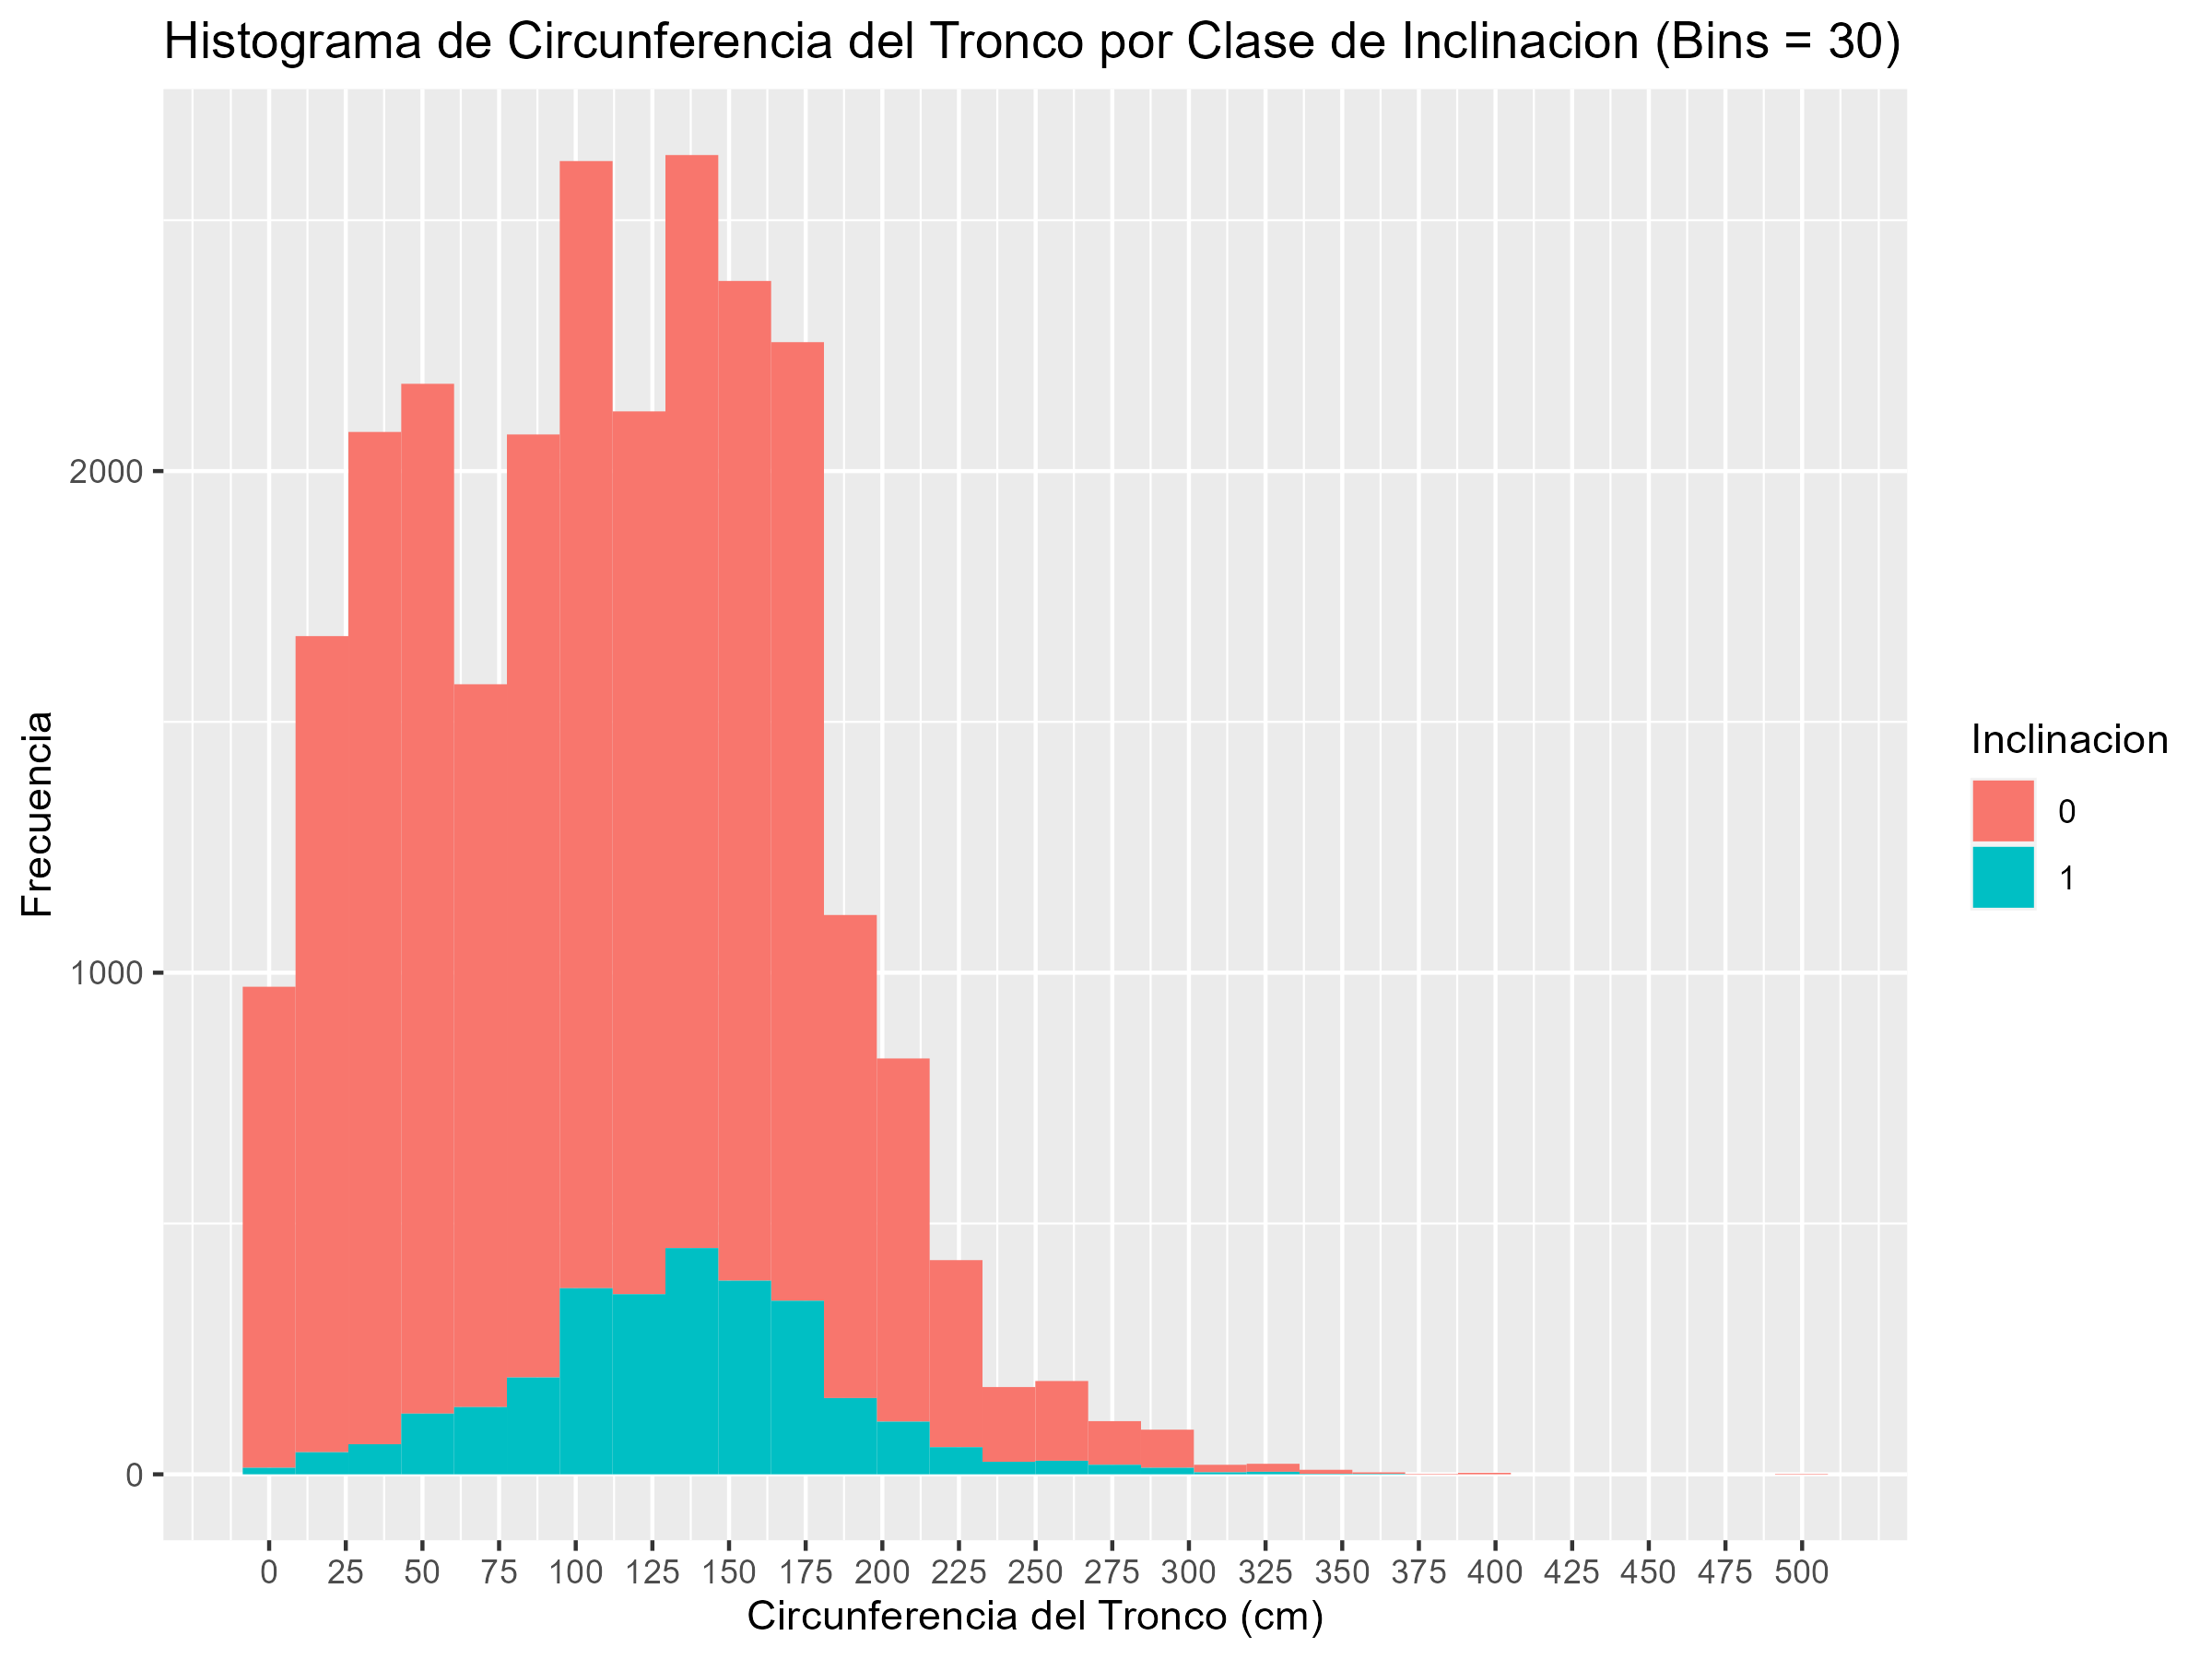 Histograma de Circunferencia del Tronco por Clase de Inclinacion (Bins = 30)
Frecuencia
2000
1000
0
0 25 50 75 100 125 150 175 200 225 250 275 300 325 350 375 400 425 450 475 500
Circunferencia del Tronco (cm)
Inclinacion
0
1